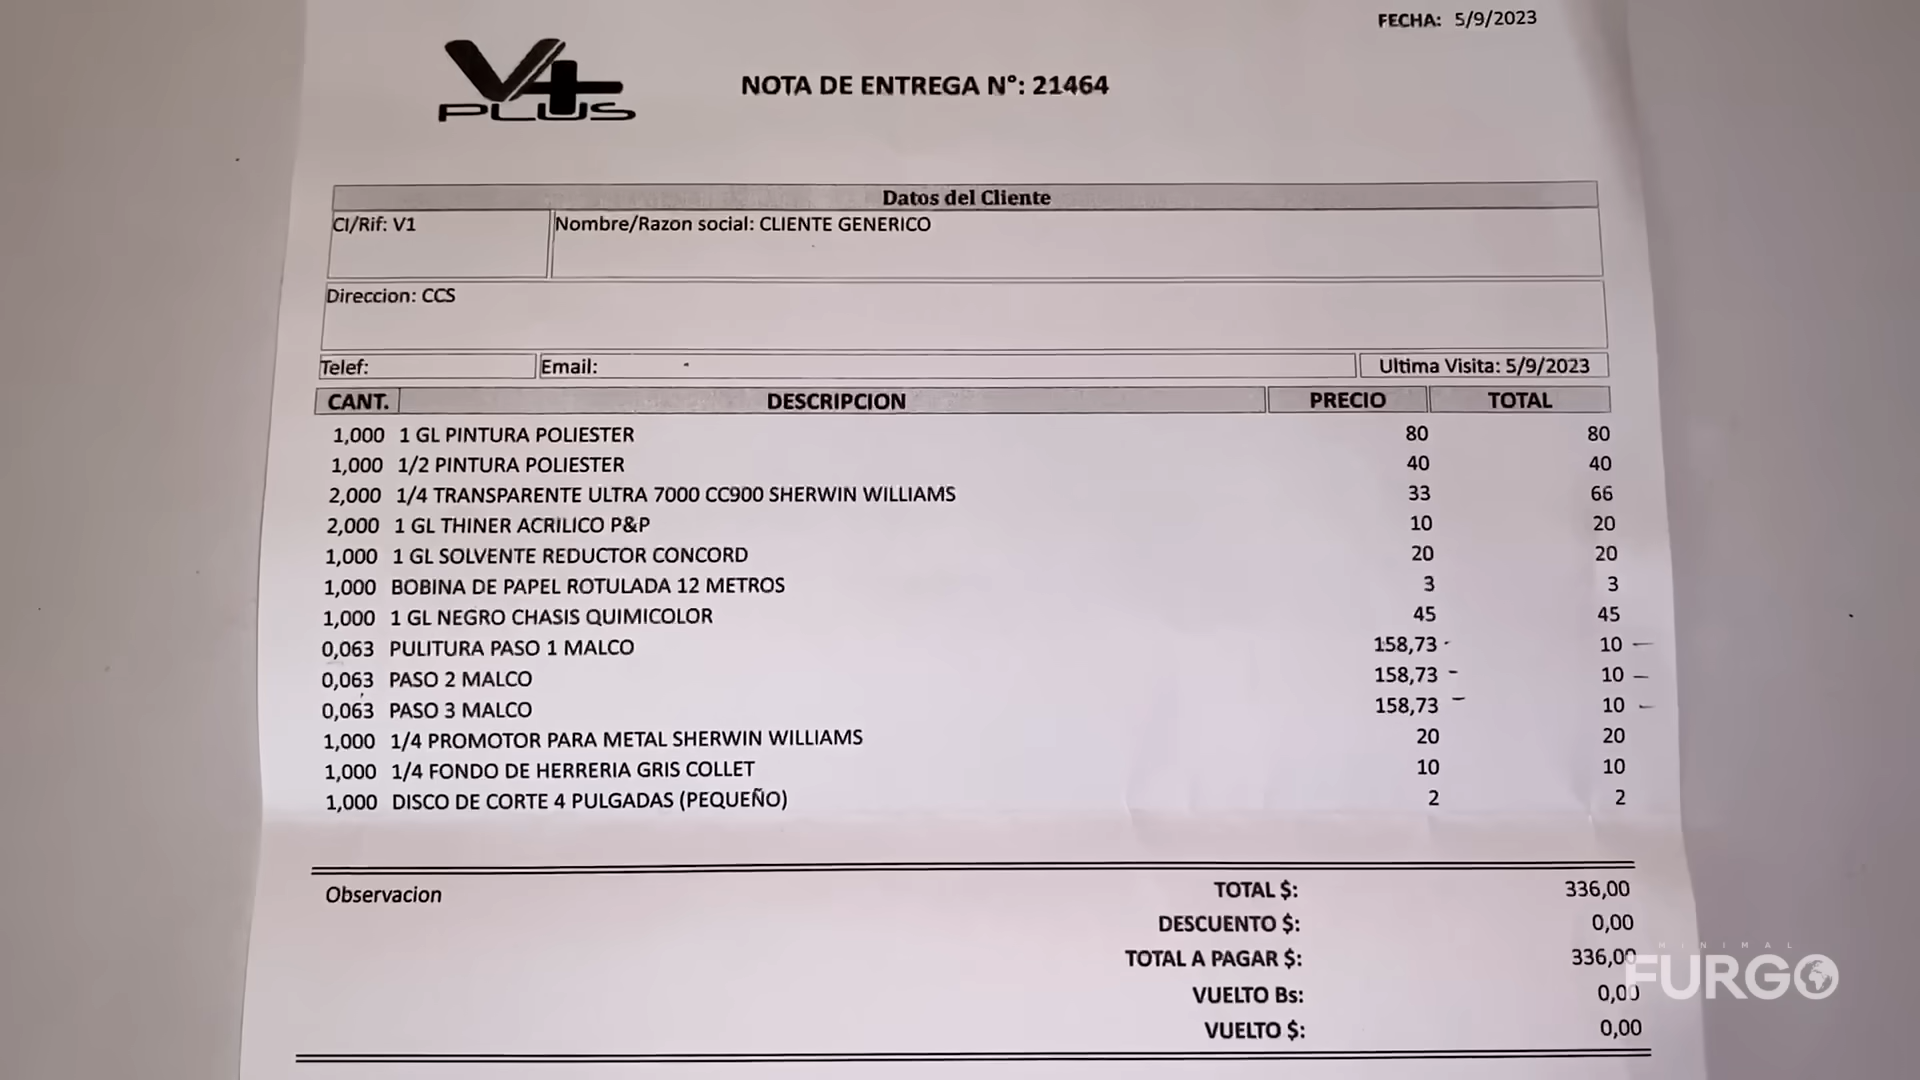 FECHA: 5/9/2023
V+
PLUS
NOTA DE ENTREGA N°: 21464
Datos del Cliente
CI/Rif: V1 Nombre/Razon social: CLIENTE GENERICO
Direccion: CCS
Telef: Email: Ultima Visita: 5/9/2023
CANT. DESCRIPCION PRECIO TOTAL
1,000 1 GL PINTURA POLIESTER 80 80
1,000 1/2 PINTURA POLIESTER 40 40
2,000 1/4 TRANSPARENTE ULTRA 7000 CC900 SHERWIN WILLIAMS 33 66
2,000 1 GL THINER ACRILICO P&P 10 20
1,000 1 GL SOLVENTE REDUCTOR CONCORD 20 20
1,000 BOBINA DE PAPEL ROTULADA 12 METROS 3 3
1,000 1 GL NEGRO CHASIS QUIMICOLOR 45 45
0,063 PULITURA PASO 1 MALCO 158,73 10
0,063 PASO 2 MALCO 158,73 10
0,063 PASO 3 MALCO 158,73 10
1,000 1/4 PROMOTOR PARA METAL SHERWIN WILLIAMS 20 20
1,000 1/4 FONDO DE HERRERIA GRIS COLLET 10 10
1,000 DISCO DE CORTE 4 PULGADAS (PEQUEÑO) 2 2
Observacion TOTAL $: 336,00
DESCUENTO $: 0,00
TOTAL A PAGAR $: 336,00
VUELTO Bs: 0,00
VUELTO $: 0,00
MINIMAL
FURGO